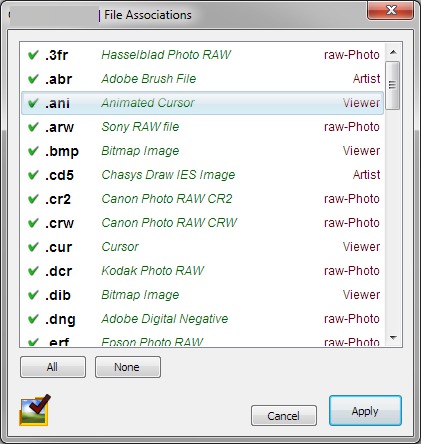 | File Associations
.3fr Hasselblad Photo RAW raw-Photo
.abr Adobe Brush File Artist
.ani Animated Cursor Viewer
.arw Sony RAW file raw-Photo
.bmp Bitmap Image Viewer
.cd5 Chasys Draw IES Image Artist
.cr2 Canon Photo RAW CR2 raw-Photo
.crw Canon Photo RAW CRW raw-Photo
.cur Cursor Viewer
.dcr Kodak Photo RAW raw-Photo
.dib Bitmap Image Viewer
.dng Adobe Digital Negative raw-Photo
.erf Epson Photo RAW raw-Photo
All None
Cancel Apply